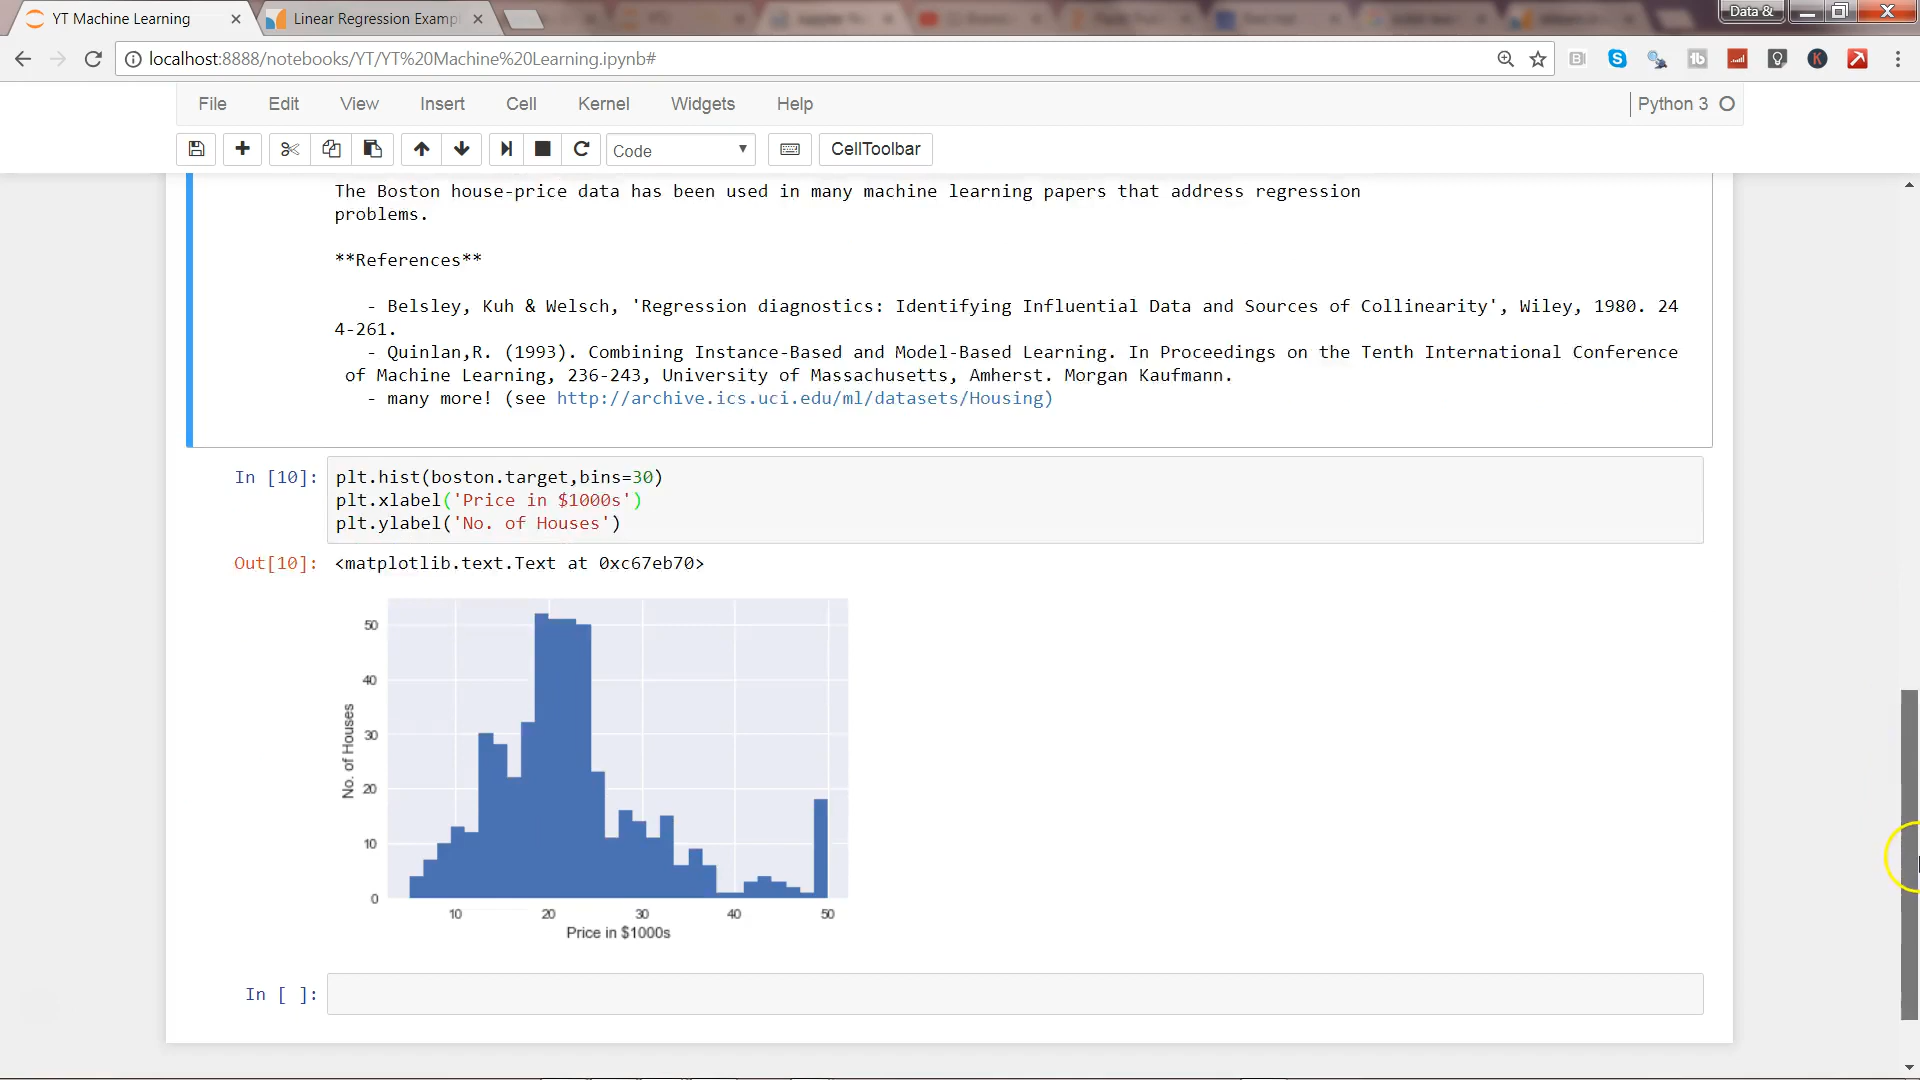 YT Machine Learning
Linear Regression Examp
Data &
localhost:8888/notebooks/YT/YT%20Machine%20Learning.ipynb#
File Edit View Insert Cell Kernel Widgets Help
Python 3
Code
CellToolbar
The Boston house-price data has been used in many machine learning papers that address regression
problems.
**References**
- Belsley, Kuh & Welsch, 'Regression diagnostics: Identifying Influential Data and Sources of Collinearity', Wiley, 1980. 24
4-261.
- Quinlan,R. (1993). Combining Instance-Based and Model-Based Learning. In Proceedings on the Tenth International Conference
of Machine Learning, 236-243, University of Massachusetts, Amherst. Morgan Kaufmann.
- many more! (see http://archive.ics.uci.edu/ml/datasets/Housing)
In [10]: plt.hist(boston.target,bins=30)
plt.xlabel('Price in $1000s')
plt.ylabel('No. of Houses')
Out[10]: <matplotlib.text.Text at 0xc67eb70>
50
40
30
20
10
0
No. of Houses
10 20 30 40 50
Price in $1000s
In [ ]: